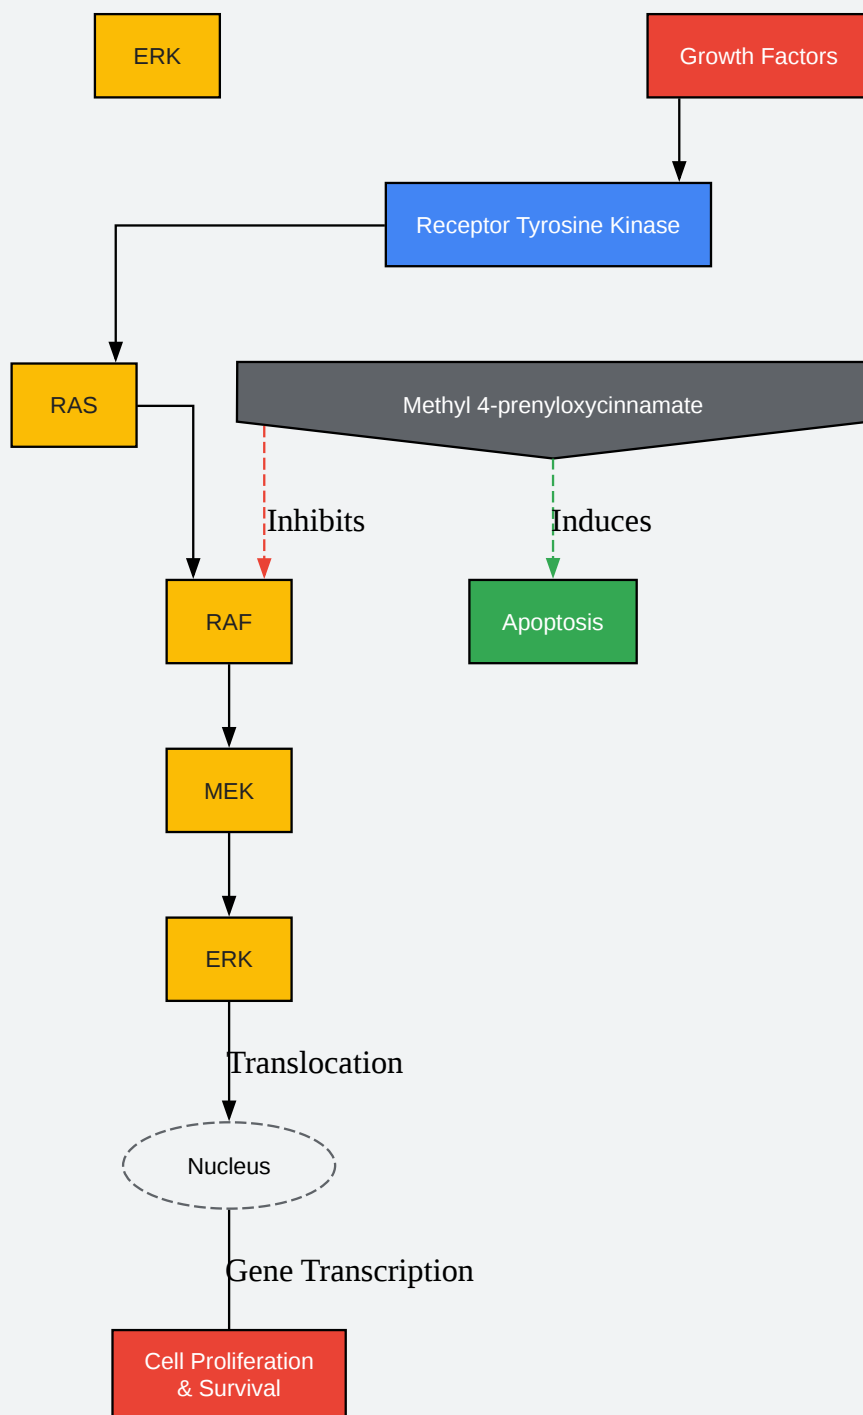 ERK
Growth Factors
Receptor Tyrosine Kinase
RAS
Methyl 4-prenyloxycinnamate
Inhibits
Induces
RAF
Apoptosis
MEK
ERK
Translocation
Nucleus
Gene Transcription
Cell Proliferation
& Survival